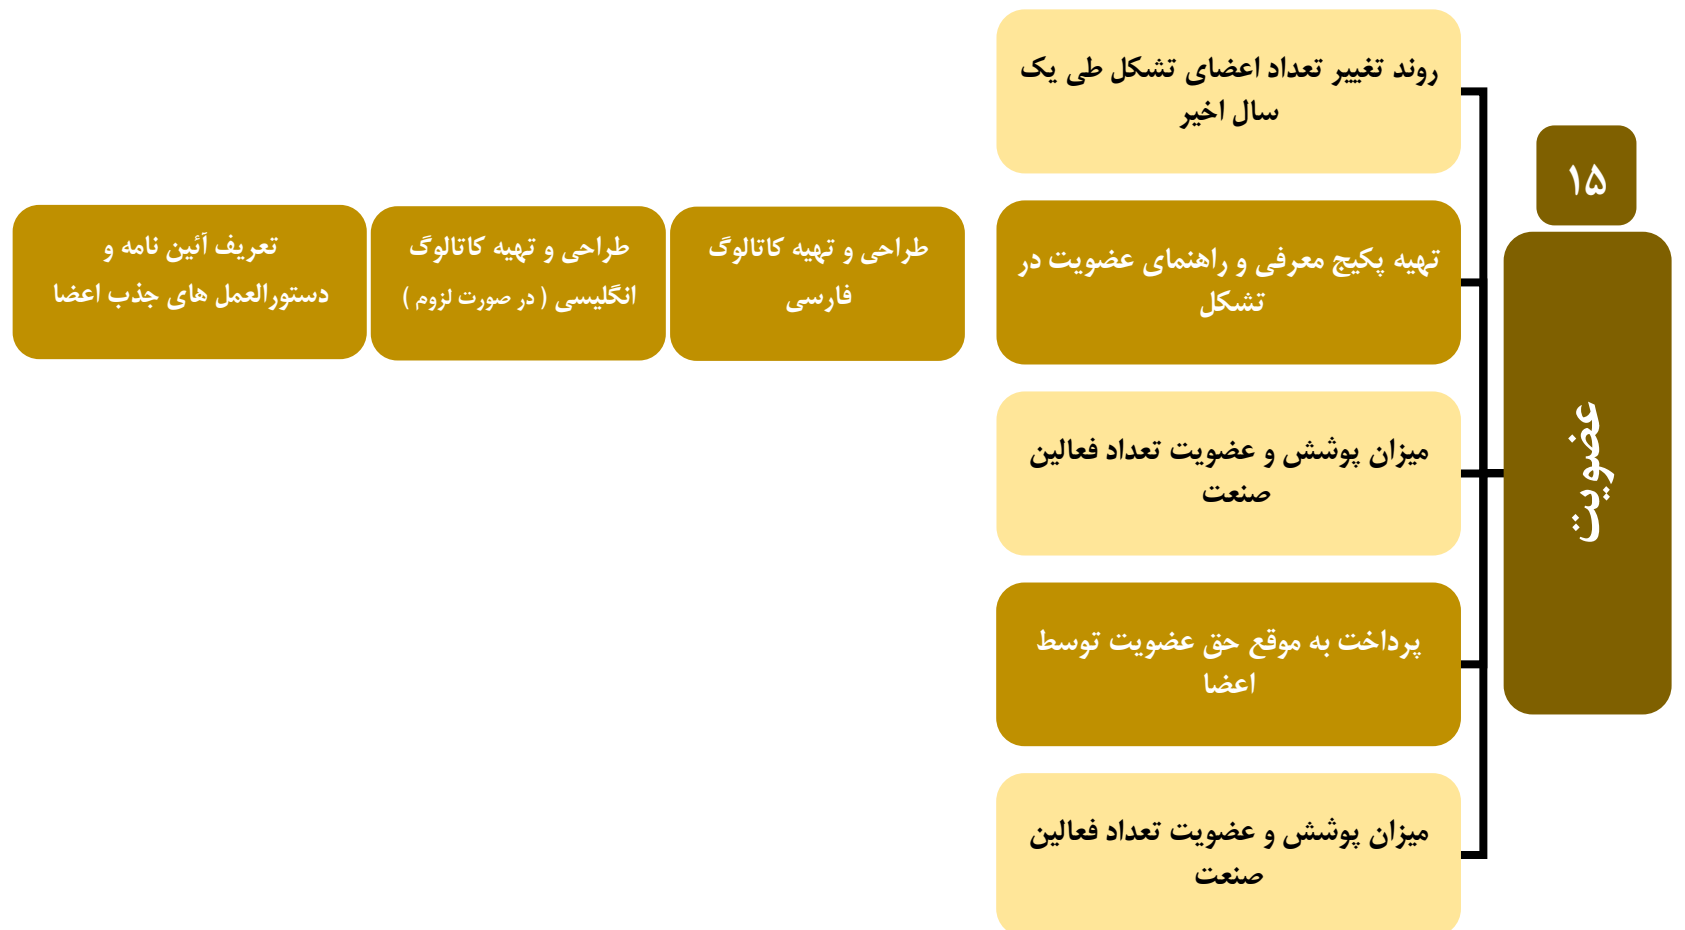 ۱۵
عضویت
روند تغییر تعداد اعضای تشکل طی یک
سال اخیر
تهیه پکیج معرفی و راهنمای عضویت در
تشکل
طراحی و تهیه کاتالوگ
فارسی
طراحی و تهیه کاتالوگ
انگلیسی ( در صورت لزوم )
تعریف آئین نامه و
دستورالعمل های جذب اعضا
میزان پوشش و عضویت تعداد فعالین
صنعت
پرداخت به موقع حق عضویت توسط
اعضا
میزان پوشش و عضویت تعداد فعالین
صنعت